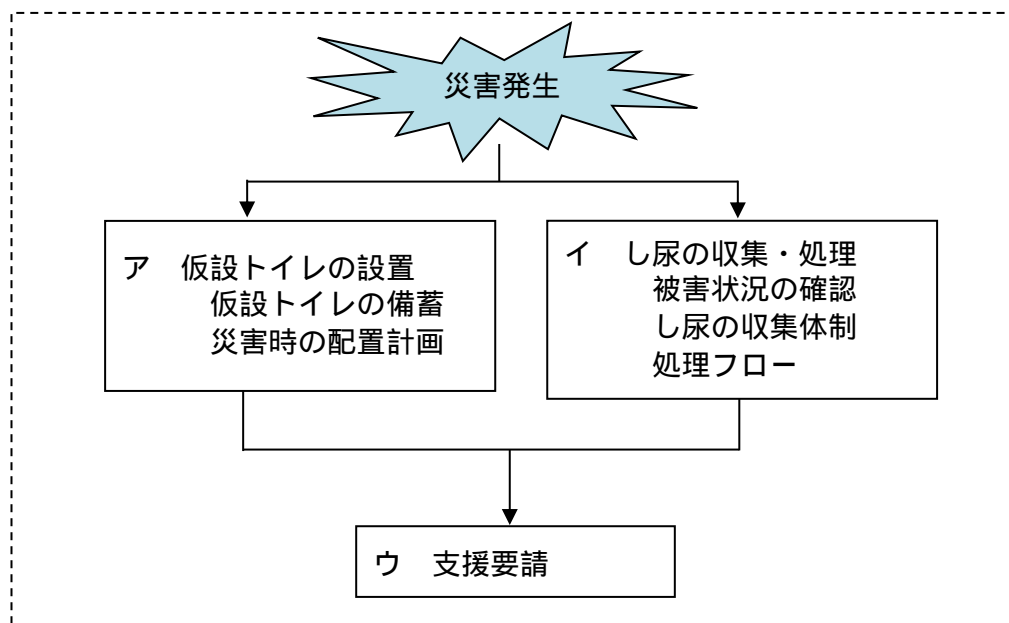 災害発生
ア　仮設トイレの設置
仮設トイレの備蓄
災害時の配置計画
イ　し尿の収集・処理
被害状況の確認
し尿の収集体制
処理フロー
ウ　支援要請